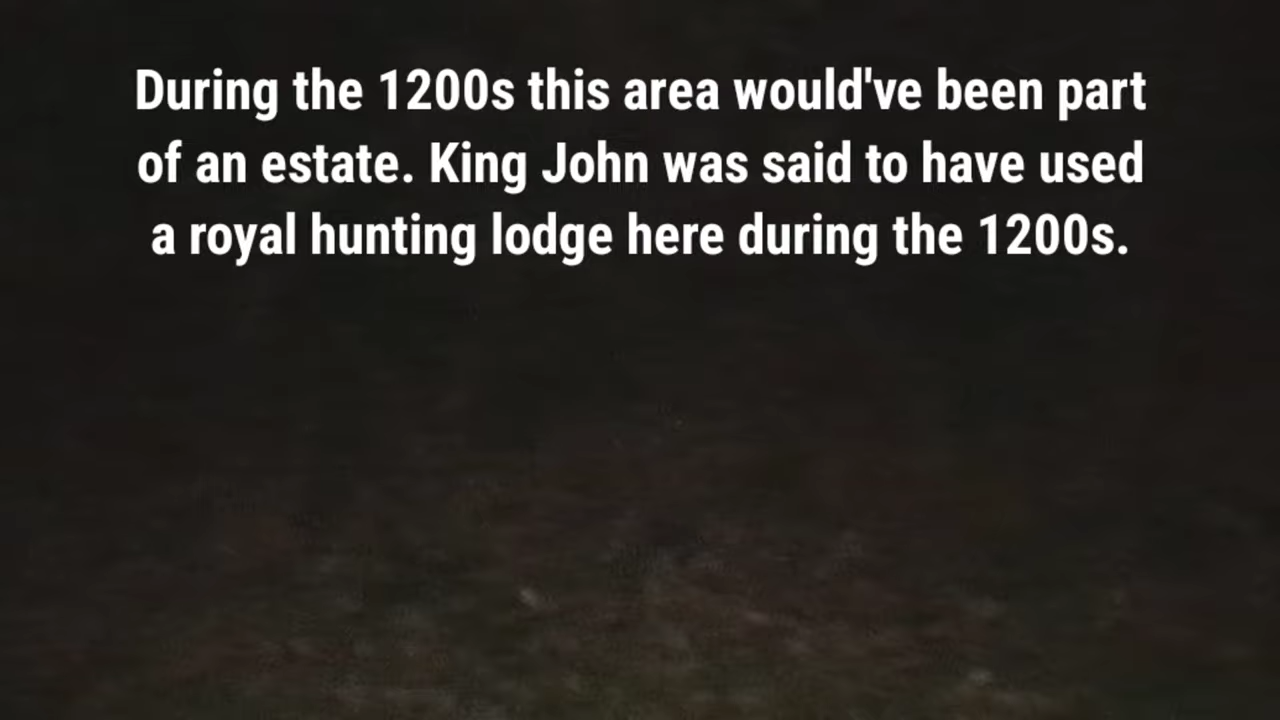 During the 1200s this area would've been part
of an estate. King John was said to have used
a royal hunting lodge here during the 1200s.